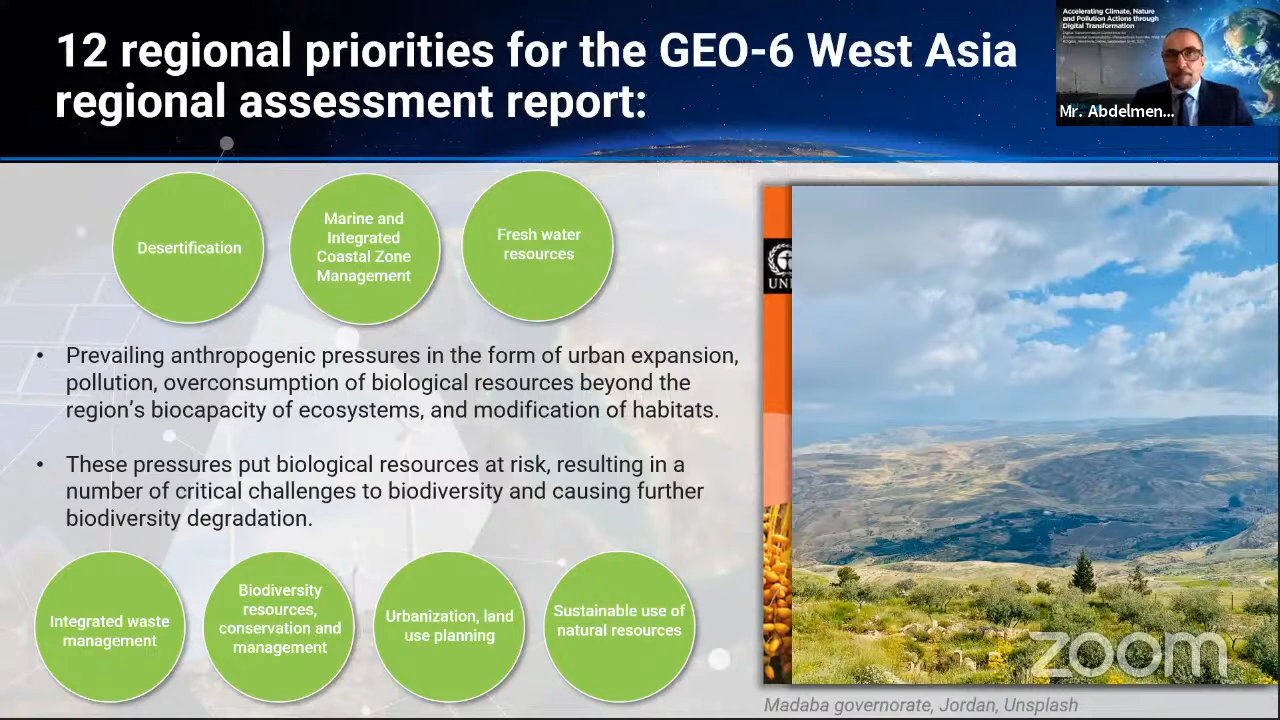 12 regional priorities for the GEO-6 West Asia
regional assessment report:
Accelerating Climate, Nature
and Pollution Actions through
Digital Transformation
Mr. Abdelmen...
Desertification
Marine and
Integrated
Coastal Zone
Management
Fresh water
resources
• Prevailing anthropogenic pressures in the form of urban expansion,
pollution, overconsumption of biological resources beyond the
region’s biocapacity of ecosystems, and modification of habitats.
• These pressures put biological resources at risk, resulting in a
number of critical challenges to biodiversity and causing further
biodiversity degradation.
Integrated waste
management
Biodiversity
resources,
conservation and
management
Urbanization, land
use planning
Sustainable use of
natural resources
zoom
Madaba governorate, Jordan, Unsplash